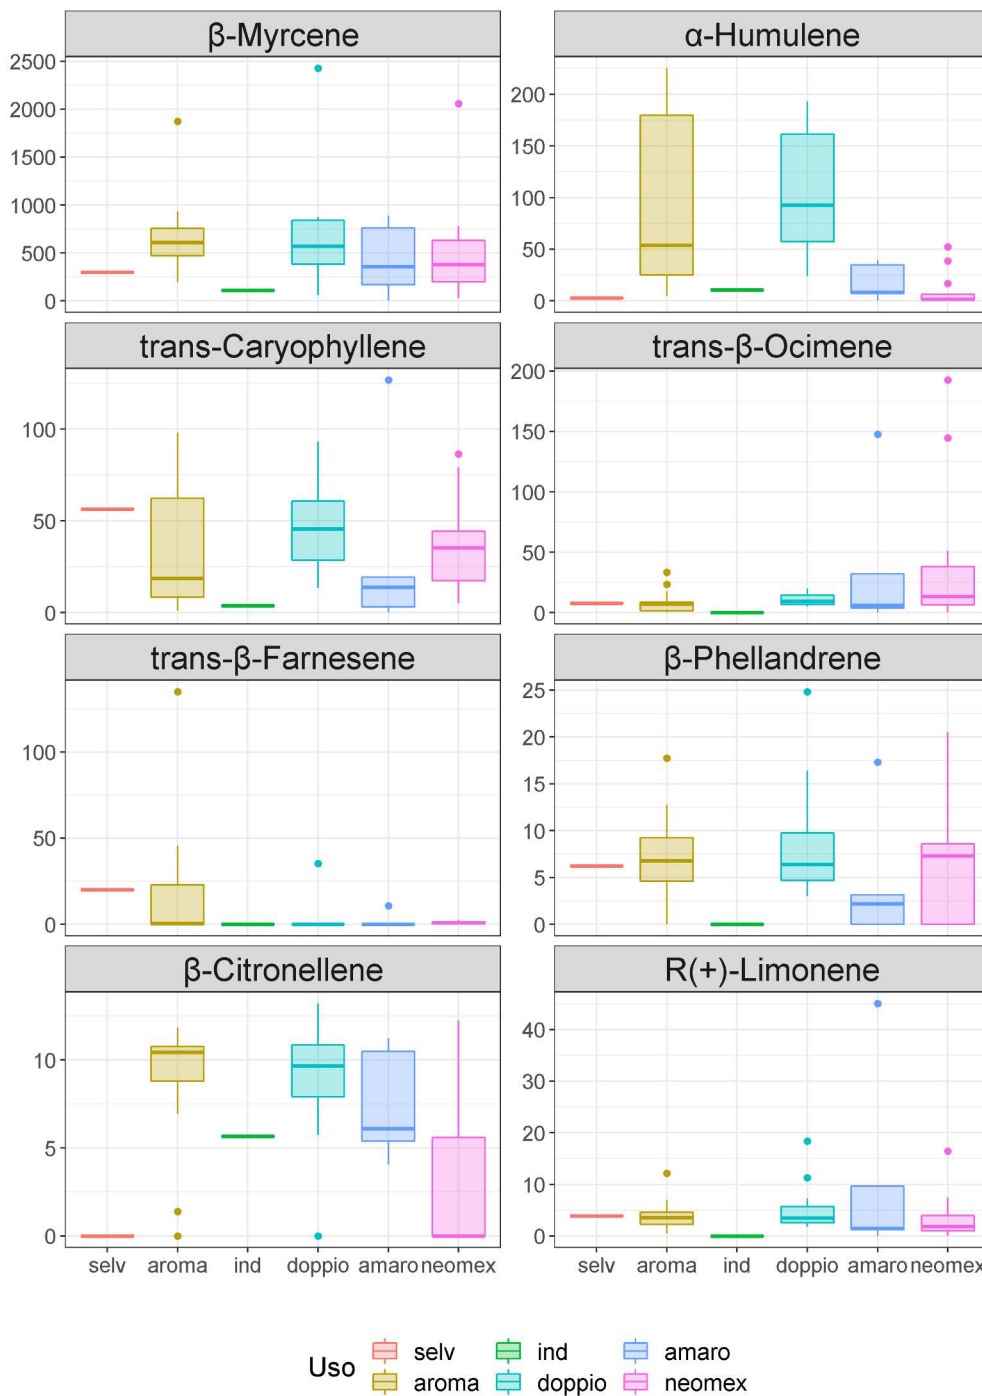 β-Myrcene
2500
2000
1500
1000
500
0
α-Humulene
200
150
100
50
0
trans-Caryophyllene
100
50
0
trans-β-Ocimene
200
150
100
50
0
trans-β-Farnesene
100
50
0
β-Phellandrene
25
20
15
10
5
0
β-Citronellene
10
5
0
R(+)-Limonene
40
30
20
10
0
selv aroma ind doppio amaro neomex
selv aroma ind doppio amaro neomex
Uso
selv ind amaro
aroma doppio neomex